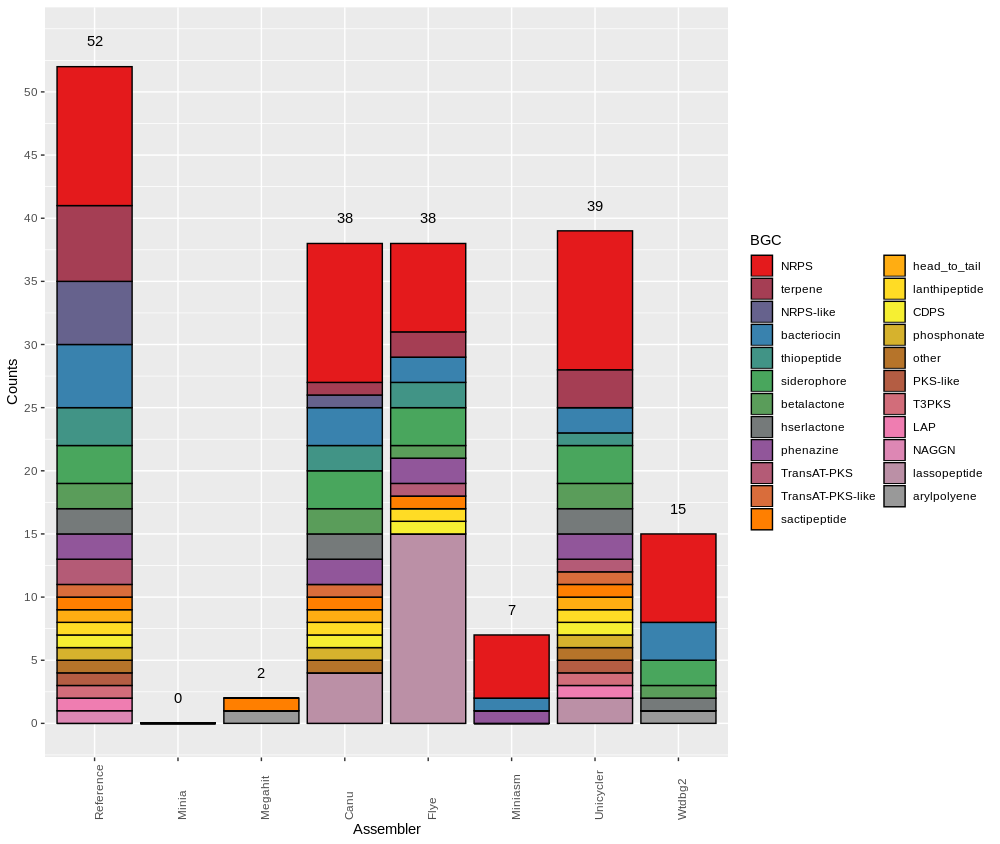 52
0
2
38
38
7
39
15
50
45
40
35
30
25
20
15
10
5
0
Counts
Reference
Minia
Megahit
Canu
Flye
Miniasm
Unicycler
Wtdbg2
Assembler
BGC
NRPS
terpene
NRPS-like
bacteriocin
thiopeptide
siderophore
betalactone
hserlactone
phenazine
TransAT-PKS
TransAT-PKS-like
sactipeptide
head_to_tail
lanthipeptide
CDPS
phosphonate
other
PKS-like
T3PKS
LAP
NAGGN
lassopeptide
arylpolyene